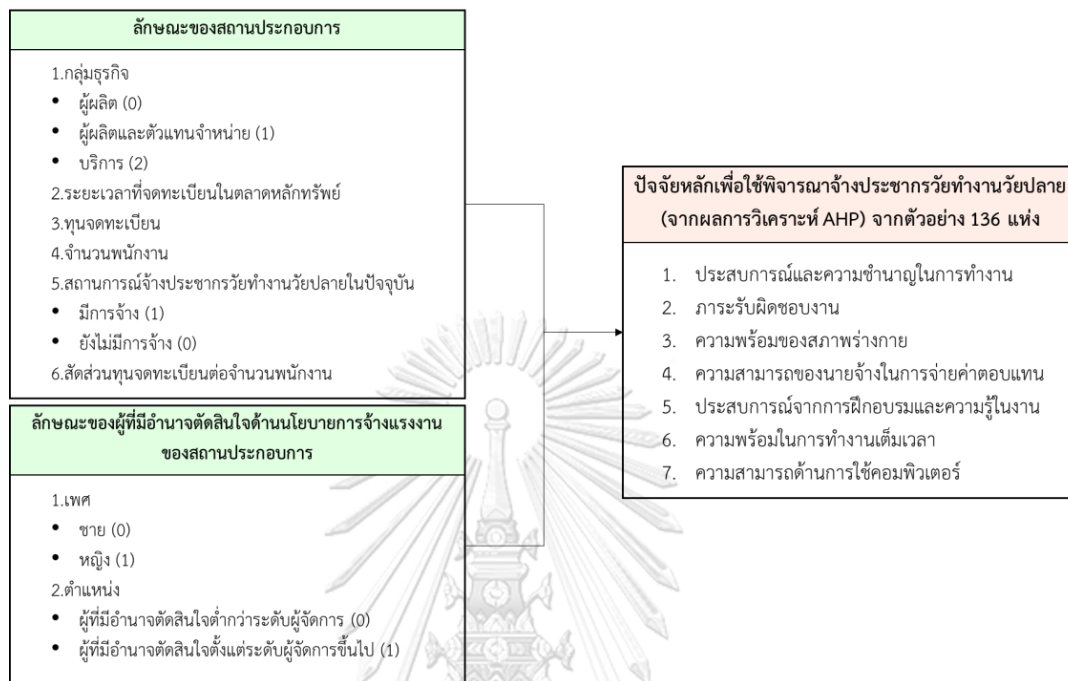 ลักษณะของสถานประกอบการ
1.กลุ่มธุรกิจ
• ผู้ผลิต (0)
• ผู้ผลิตและตัวแทนจำหน่าย (1)
• บริการ (2)
2.ระยะเวลาที่จดทะเบียนในตลาดหลักทรัพย์
3.ทุนจดทะเบียน
4.จำนวนพนักงาน
5.สถานการณ์จ้างประชากรวัยทำงานวัยปลายในปัจจุบัน
• มีการจ้าง (1)
• ยังไม่มีการจ้าง (0)
6.สัดส่วนทุนจดทะเบียนต่อจำนวนพนักงาน
ลักษณะของผู้ที่มีอำนาจตัดสินใจด้านนโยบายการจ้างแรงงาน
ของสถานประกอบการ
1.เพศ
• ชาย (0)
• หญิง (1)
2.ตำแหน่ง
• ผู้ที่มีอำนาจตัดสินใจต่ำกว่าระดับผู้จัดการ (0)
• ผู้ที่มีอำนาจตัดสินใจตั้งแต่ระดับผู้จัดการขึ้นไป (1)
ปัจจัยหลักเพื่อใช้พิจารณาจ้างประชากรวัยทำงานวัยปลาย
(จากผลการวิเคราะห์ AHP) จากตัวอย่าง 136 แห่ง
1. ประสบการณ์และความชำนาญในการทำงาน
2. ภาระรับผิดชอบงาน
3. ความพร้อมของสภาพร่างกาย
4. ความสามารถของนายจ้างในการจ่ายค่าตอบแทน
5. ประสบการณ์จากการฝึกอบรมและความรู้ในงาน
6. ความพร้อมในการทำงานเต็มเวลา
7. ความสามารถด้านการใช้คอมพิวเตอร์